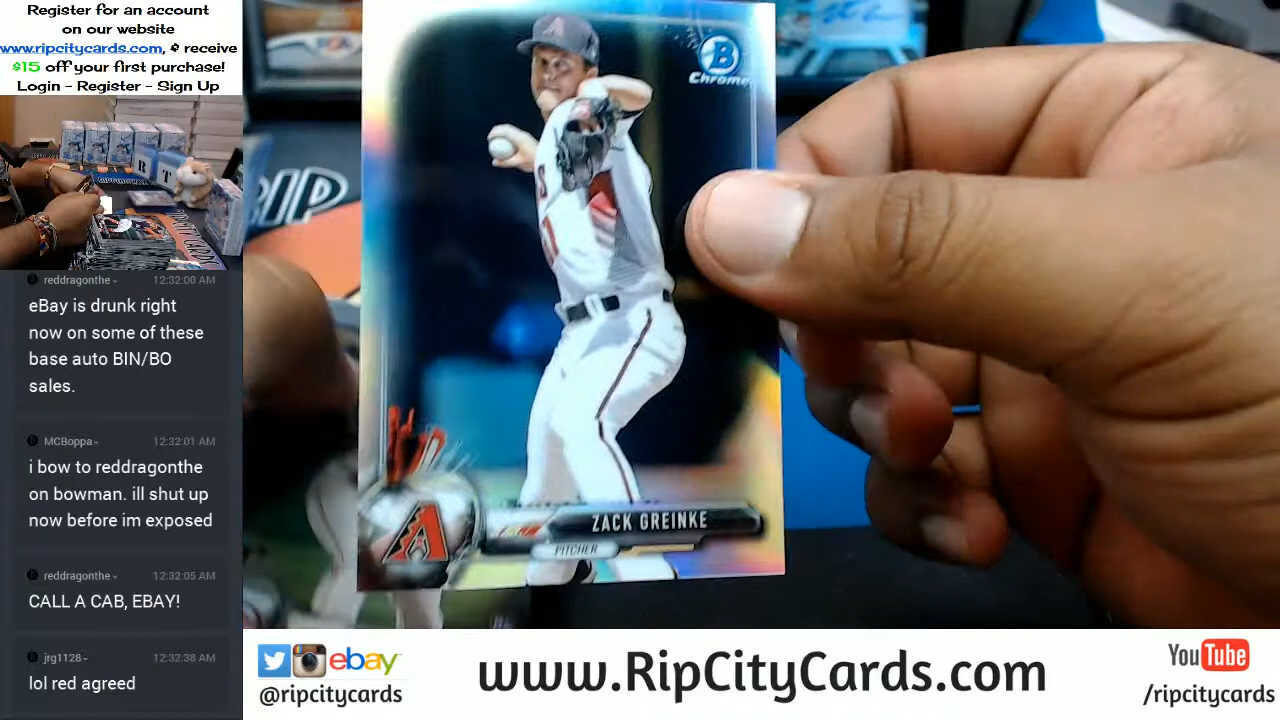 Register for an account
on our website
www.ripcitycards.com, & receive
$15 off your first purchase!
Login - Register - Sign Up
reddragonthe
12:32:00 AM
eBay is drunk right
now on some of these
base auto BIN/BO
sales.
MCBoppa
12:32:01 AM
i bow to reddragonthe
on bowman. ill shut up
now before im exposed
reddragonthe
12:32:05 AM
CALL A CAB, EBAY!
jrg1128
12:32:38 AM
lol red agreed
B
Chrome
RIP
A
ZACK GREINKE
PITCHER
ebay
@ripcitycards
www.RipCityCards.com
YouTube
/ripcitycards